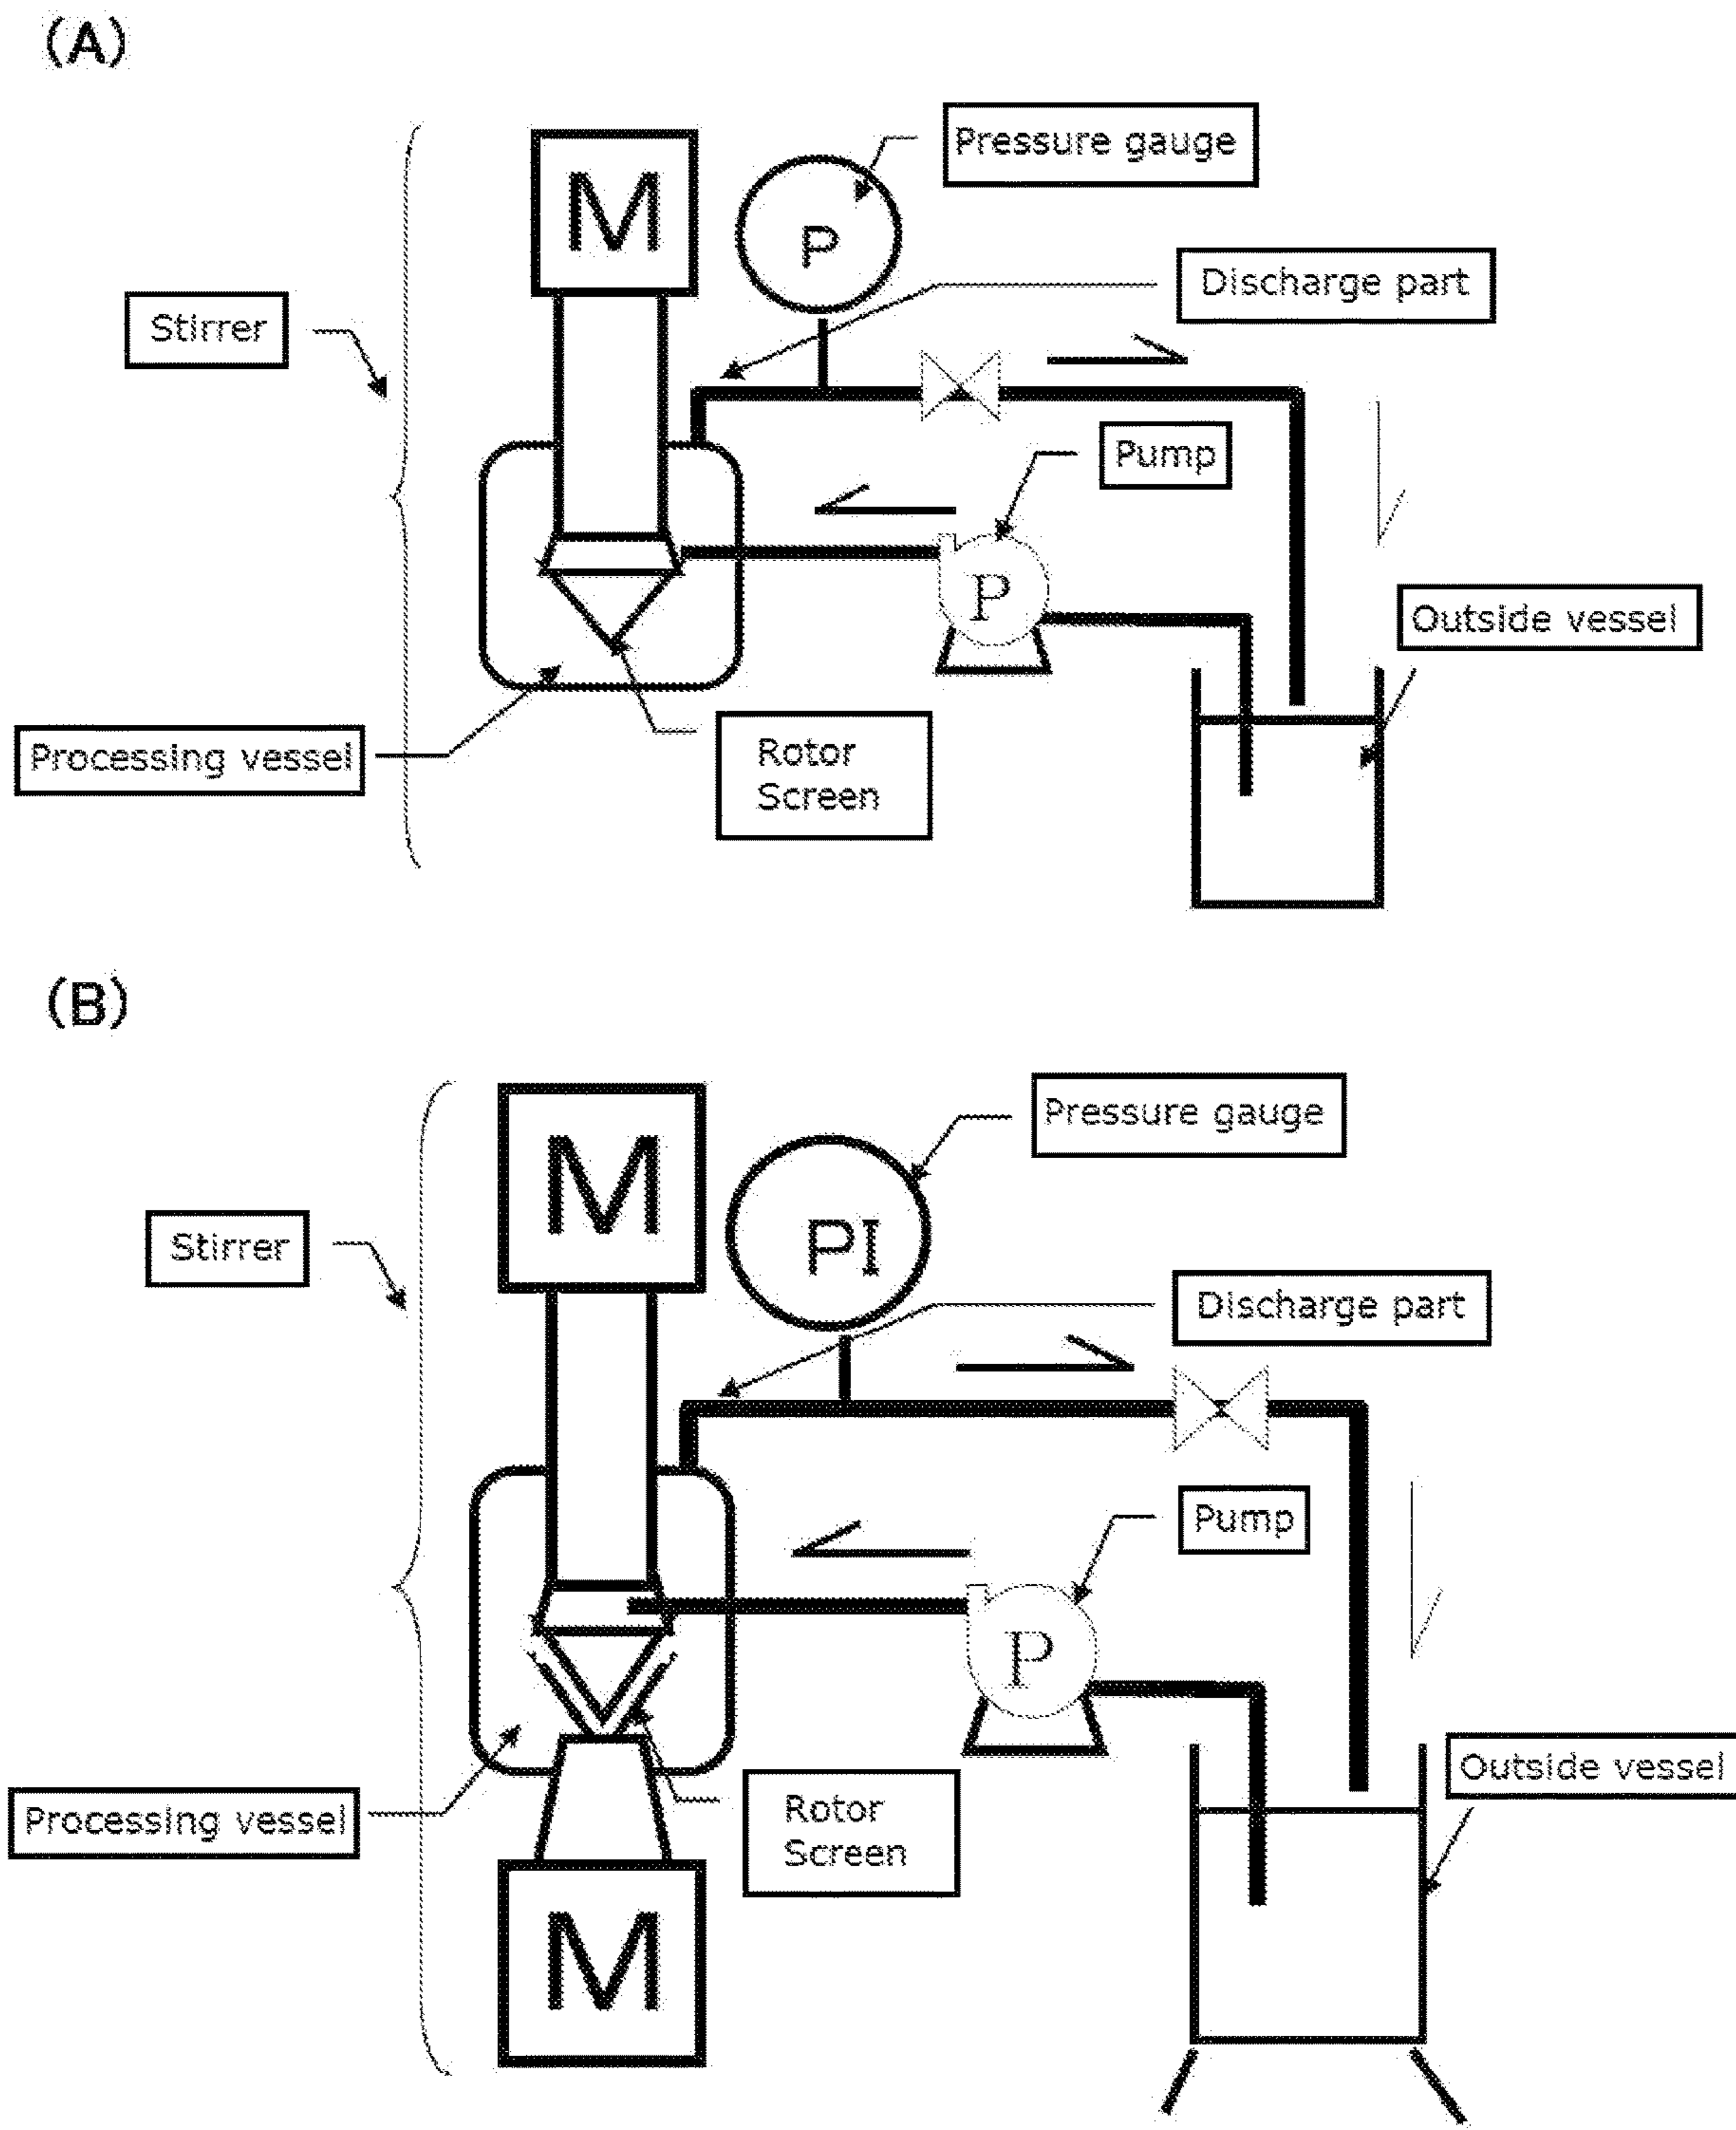 (A)
Pressure gauge
M
P
Discharge part
Stirrer
Pump
P
Outside vessel
Processing vessel
Rotor
Screen
(B)
Pressure gauge
M
PI
Stirrer
Discharge part
Pump
P
Outside vessel
Processing vessel
Rotor
Screen
M